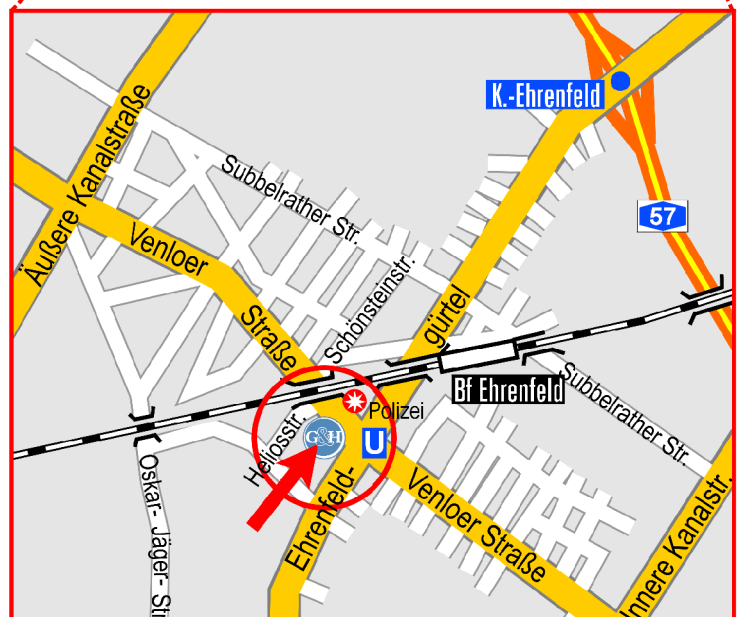 K.-Ehrenfeld
Äußere Kanalstraße
Subbelrather Str.
57
Venloer
Straße
Schönsteinstr.
gürtel
Bf Ehrenfeld
Subbelrather Str.
Polizei
Heliosstr.
G&H
U
Ehrenfeld-
Venloer Straße
Oskar- Jäger- Str
Innere Kanalstr.